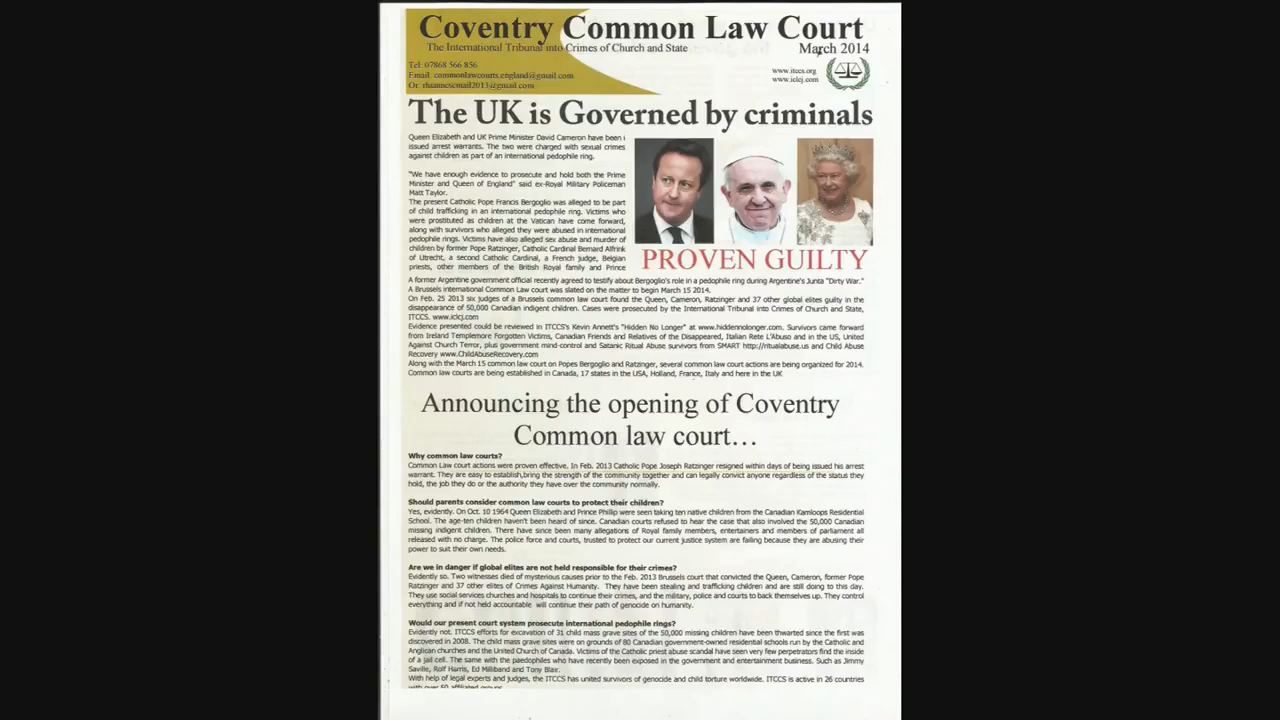 Coventry Common Law Court
The International Tribunal into Crimes of Church and State
March 2014
Tel: 07868 566 856
Email: commonlawcourts.england@gmail.com
Or: rhiannesemail2013@gmail.com
www.itccs.org
www.iclcj.com
The UK is Governed by criminals
Queen Elizabeth and UK Prime Minister David Cameron have been i
issued arrest warrants. The two were charged with sexual crimes
against children as part of an international pedophile ring.
"We have enough evidence to prosecute and hold both the Prime
Minister and Queen of England" said ex-Royal Military Policeman
Matt Taylor.
The present Catholic Pope Francis Bergoglio was alleged to be part
of child trafficking in an international pedophile ring. Victims who
were prostituted as children at the Vatican have come forward,
along with survivors who alleged they were abused in international
pedophile rings. Victims have also alleged sex abuse and murder of
children by former Pope Ratzinger, Catholic Cardinal Bernard Alfrink
of Utrecht, a second Catholic Cardinal, a French judge, Belgian
priests, other members of the British Royal family and Prince
PROVEN GUILTY
A former Argentine government official recently agreed to testify about Bergoglio's role in a pedophile ring during Argentine's Junta "Dirty War."
A Brussels international Common Law court was slated on the matter to begin March 15 2014.
On Feb. 25 2013 six judges of a Brussels common law court found the Queen, Cameron, Ratzinger and 37 other global elites guilty in the
disappearance of 50,000 Canadian indigent children. Cases were prosecuted by the International Tribunal into Crimes of Church and State,
ITCCS. www.iclcj.com
Evidence presented could be reviewed in ITCCS's Kevin Annett's "Hidden No Longer" at www.hiddennolonger.com. Survivors came forward
from Ireland Templemore Forgotten Victims, Canadian Friends and Relatives of the Disappeared, Italian Rete L'Abuso and in the US, United
Against Church Terror, plus government mind-control and Satanic Ritual Abuse survivors from SMART http://ritualabuse.us and Child Abuse
Recovery www.ChildAbuseRecovery.com
Along with the March 15 common law court on Popes Bergoglio and Ratzinger, several common law court actions are being organized for 2014.
Common law courts are being established in Canada, 17 states in the USA, Holland, France, Italy and here in the UK
Announcing the opening of Coventry
Common law court…
Why common law courts?
Common Law court actions were proven effective. In Feb. 2013 Catholic Pope Joseph Ratzinger resigned within days of being issued his arrest
warrant. They are easy to establish,bring the strength of the community together and can legally convict anyone regardless of the status they
hold, the job they do or the authority they have over the community normally.
Should parents consider common law courts to protect their children?
Yes, evidently. On Oct. 10 1964 Queen Elizabeth and Prince Phillip were seen taking ten native children from the Canadian Kamloops Residential
School. The age-ten children haven't been heard of since. Canadian courts refused to hear the case that also involved the 50,000 Canadian
missing indigent children. There have since been many allegations of Royal family members, entertainers and members of parliament all
released with no charge. The police force and courts, trusted to protect our current justice system are failing because they are abusing their
power to suit their own needs.
Are we in danger if global elites are not held responsible for their crimes?
Evidently so. Two witnesses died of mysterious causes prior to the Feb. 2013 Brussels court that convicted the Queen, Cameron, former Pope
Ratzinger and 37 other elites of Crimes Against Humanity. They have been stealing and trafficking children and are still doing to this day.
They use social services churches and hospitals to continue their crimes, and the military, police and courts to back themselves up. They control
everything and if not held accountable will continue their path of genocide on humanity.
Would our present court system prosecute international pedophile rings?
Evidently not. ITCCS efforts for excavation of 31 child mass grave sites of the 50,000 missing children have been thwarted since the first was
discovered in 2008. The child mass grave sites were on grounds of 80 Canadian government-owned residential schools run by the Catholic and
Anglican churches and the United Church of Canada. Victims of the Catholic priest abuse scandal have seen very few perpetrators find the inside
of a jail cell. The same with the paedophiles who have recently been exposed in the government and entertainment business. Such as Jimmy
Saville, Rolf Harris, Ed Milliband and Tony Blair.
With help of legal experts and judges, the ITCCS has united survivors of genocide and child torture worldwide. ITCCS is active in 26 countries
with over 50 affiliated groups